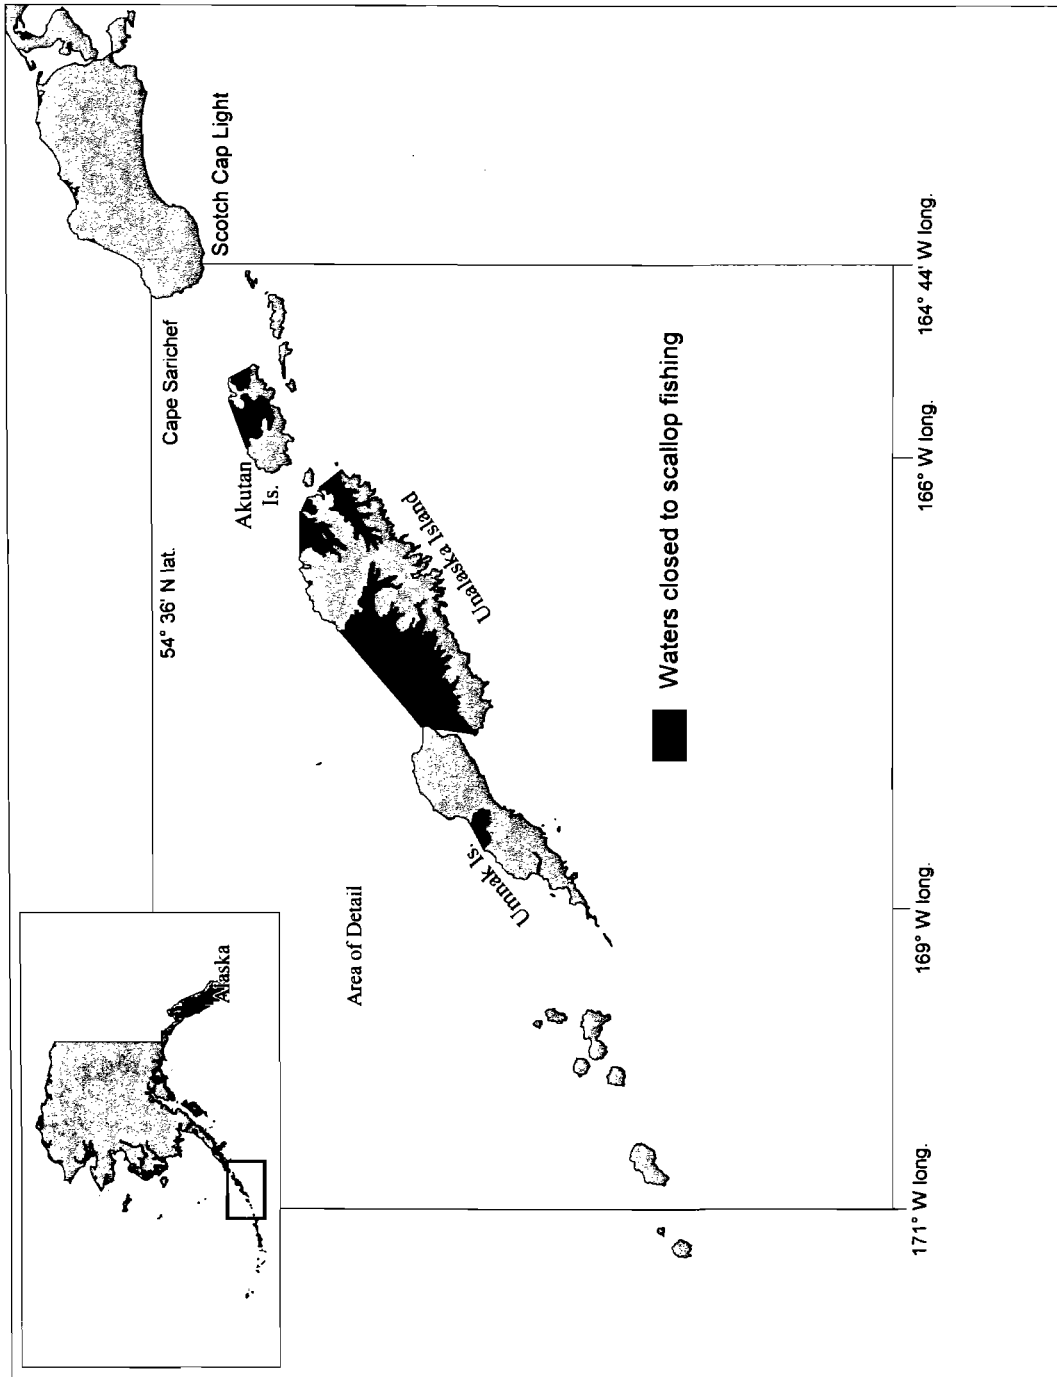 Alaska
Area of Detail
54° 36' N lat.
Cape Sarichef
Scotch Cap Light
Akutan
Is.
Unalaska Island
Umnak Is.
Waters closed to scallop fishing
171° W long.
169° W long.
166° W long.
164° 44' W long.